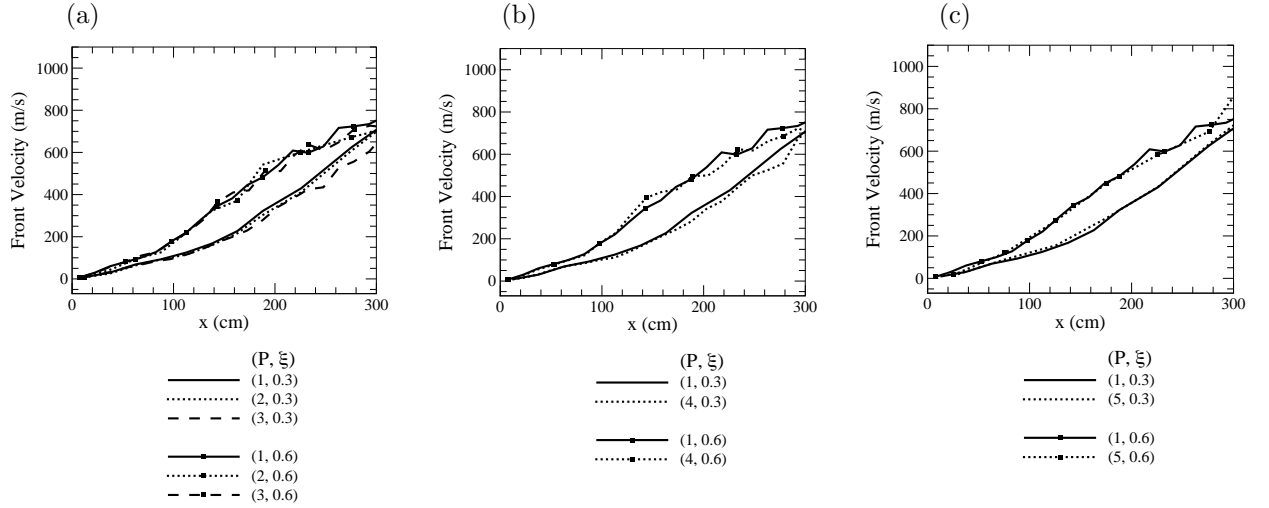 (a)
Front Velocity (m/s)
1000
800
600
400
200
0
0 100 200 300
x (cm)
(P, ξ)
(1, 0.3)
(2, 0.3)
(3, 0.3)
(1, 0.6)
(2, 0.6)
(3, 0.6)
(b)
Front Velocity (m/s)
1000
800
600
400
200
0
0 100 200 300
x (cm)
(P, ξ)
(1, 0.3)
(4, 0.3)
(1, 0.6)
(4, 0.6)
(c)
Front Velocity (m/s)
1000
800
600
400
200
0
0 100 200 300
x (cm)
(P, ξ)
(1, 0.3)
(5, 0.3)
(1, 0.6)
(5, 0.6)